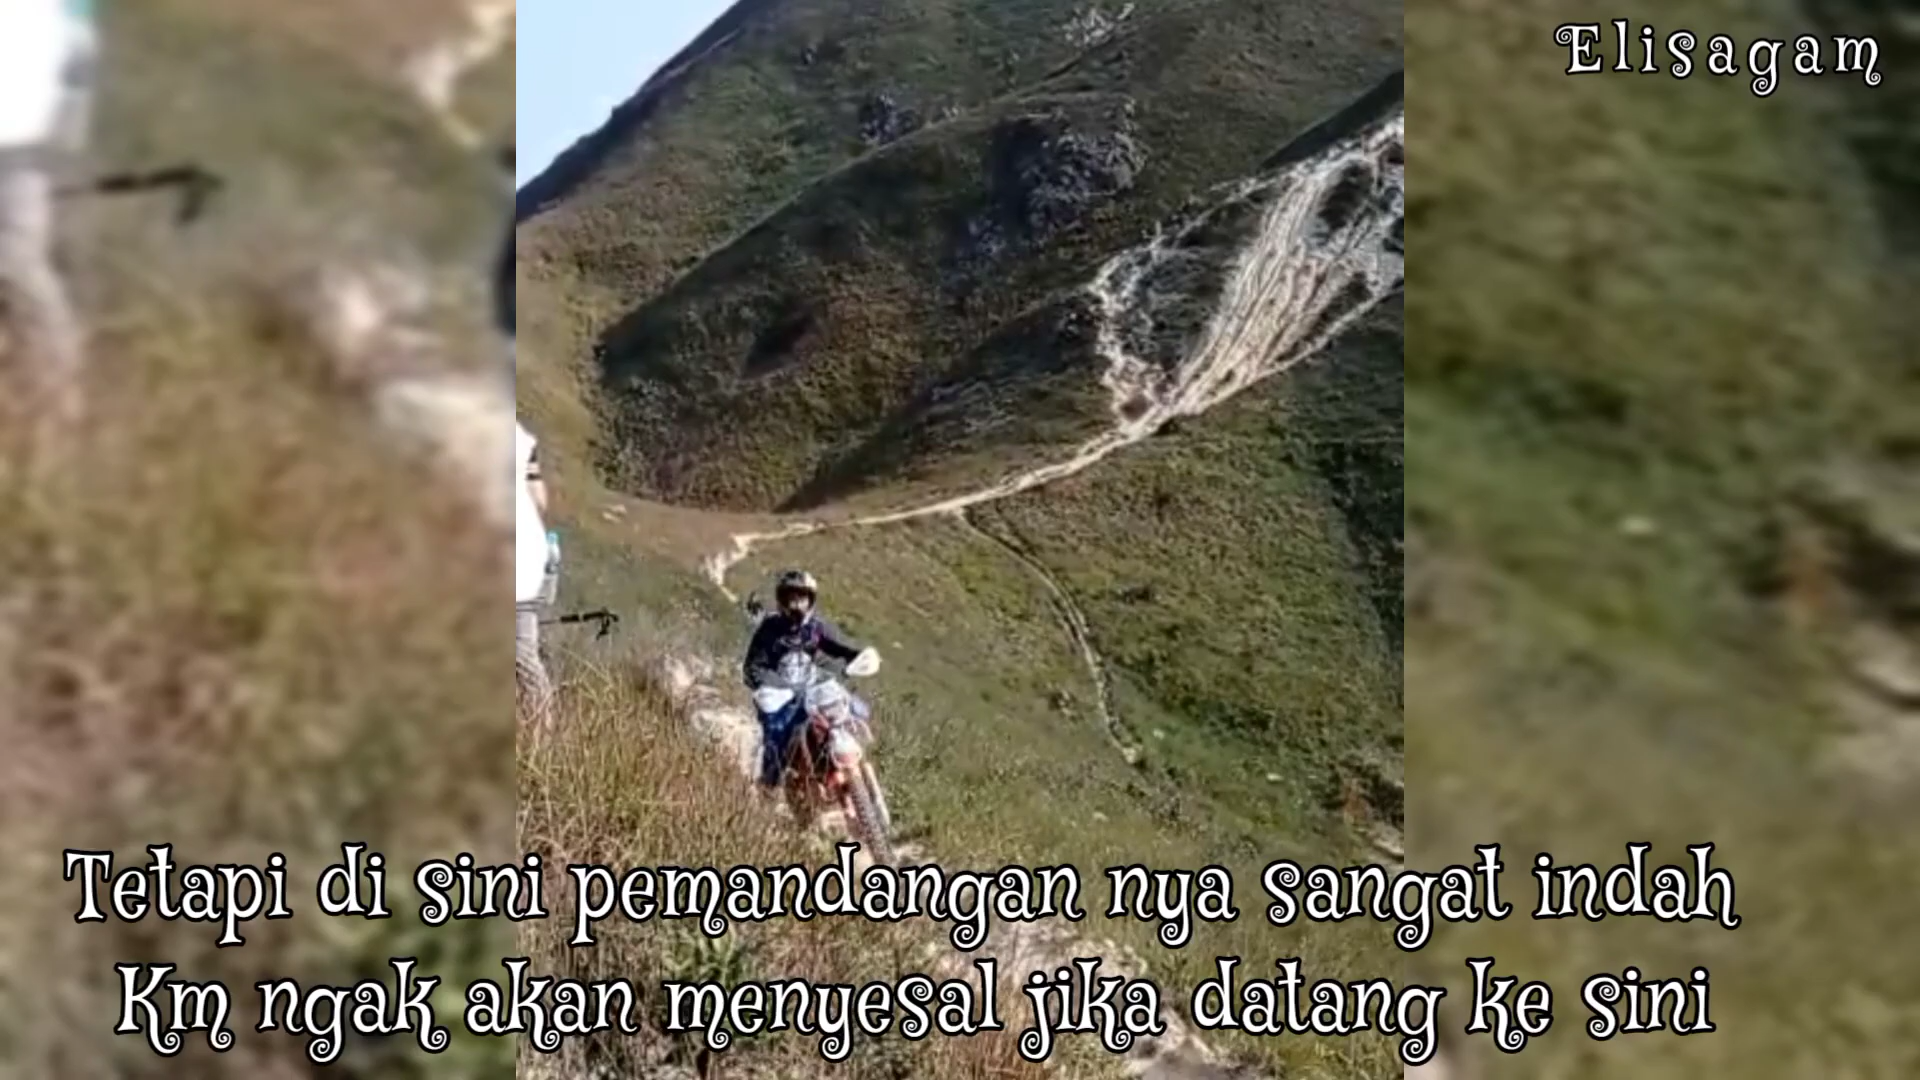 Elisagam
Tetapi di sini pemandangan nya sangat indah
Km ngak akan menyesal jika datang ke sini